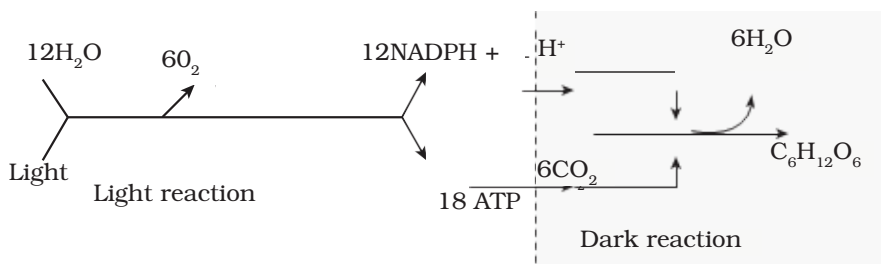 12H₂O
6O₂
12NADPH + H⁺
6H₂O
Light
Light reaction
18 ATP
6CO₂
C₆H₁₂O₆
Dark reaction